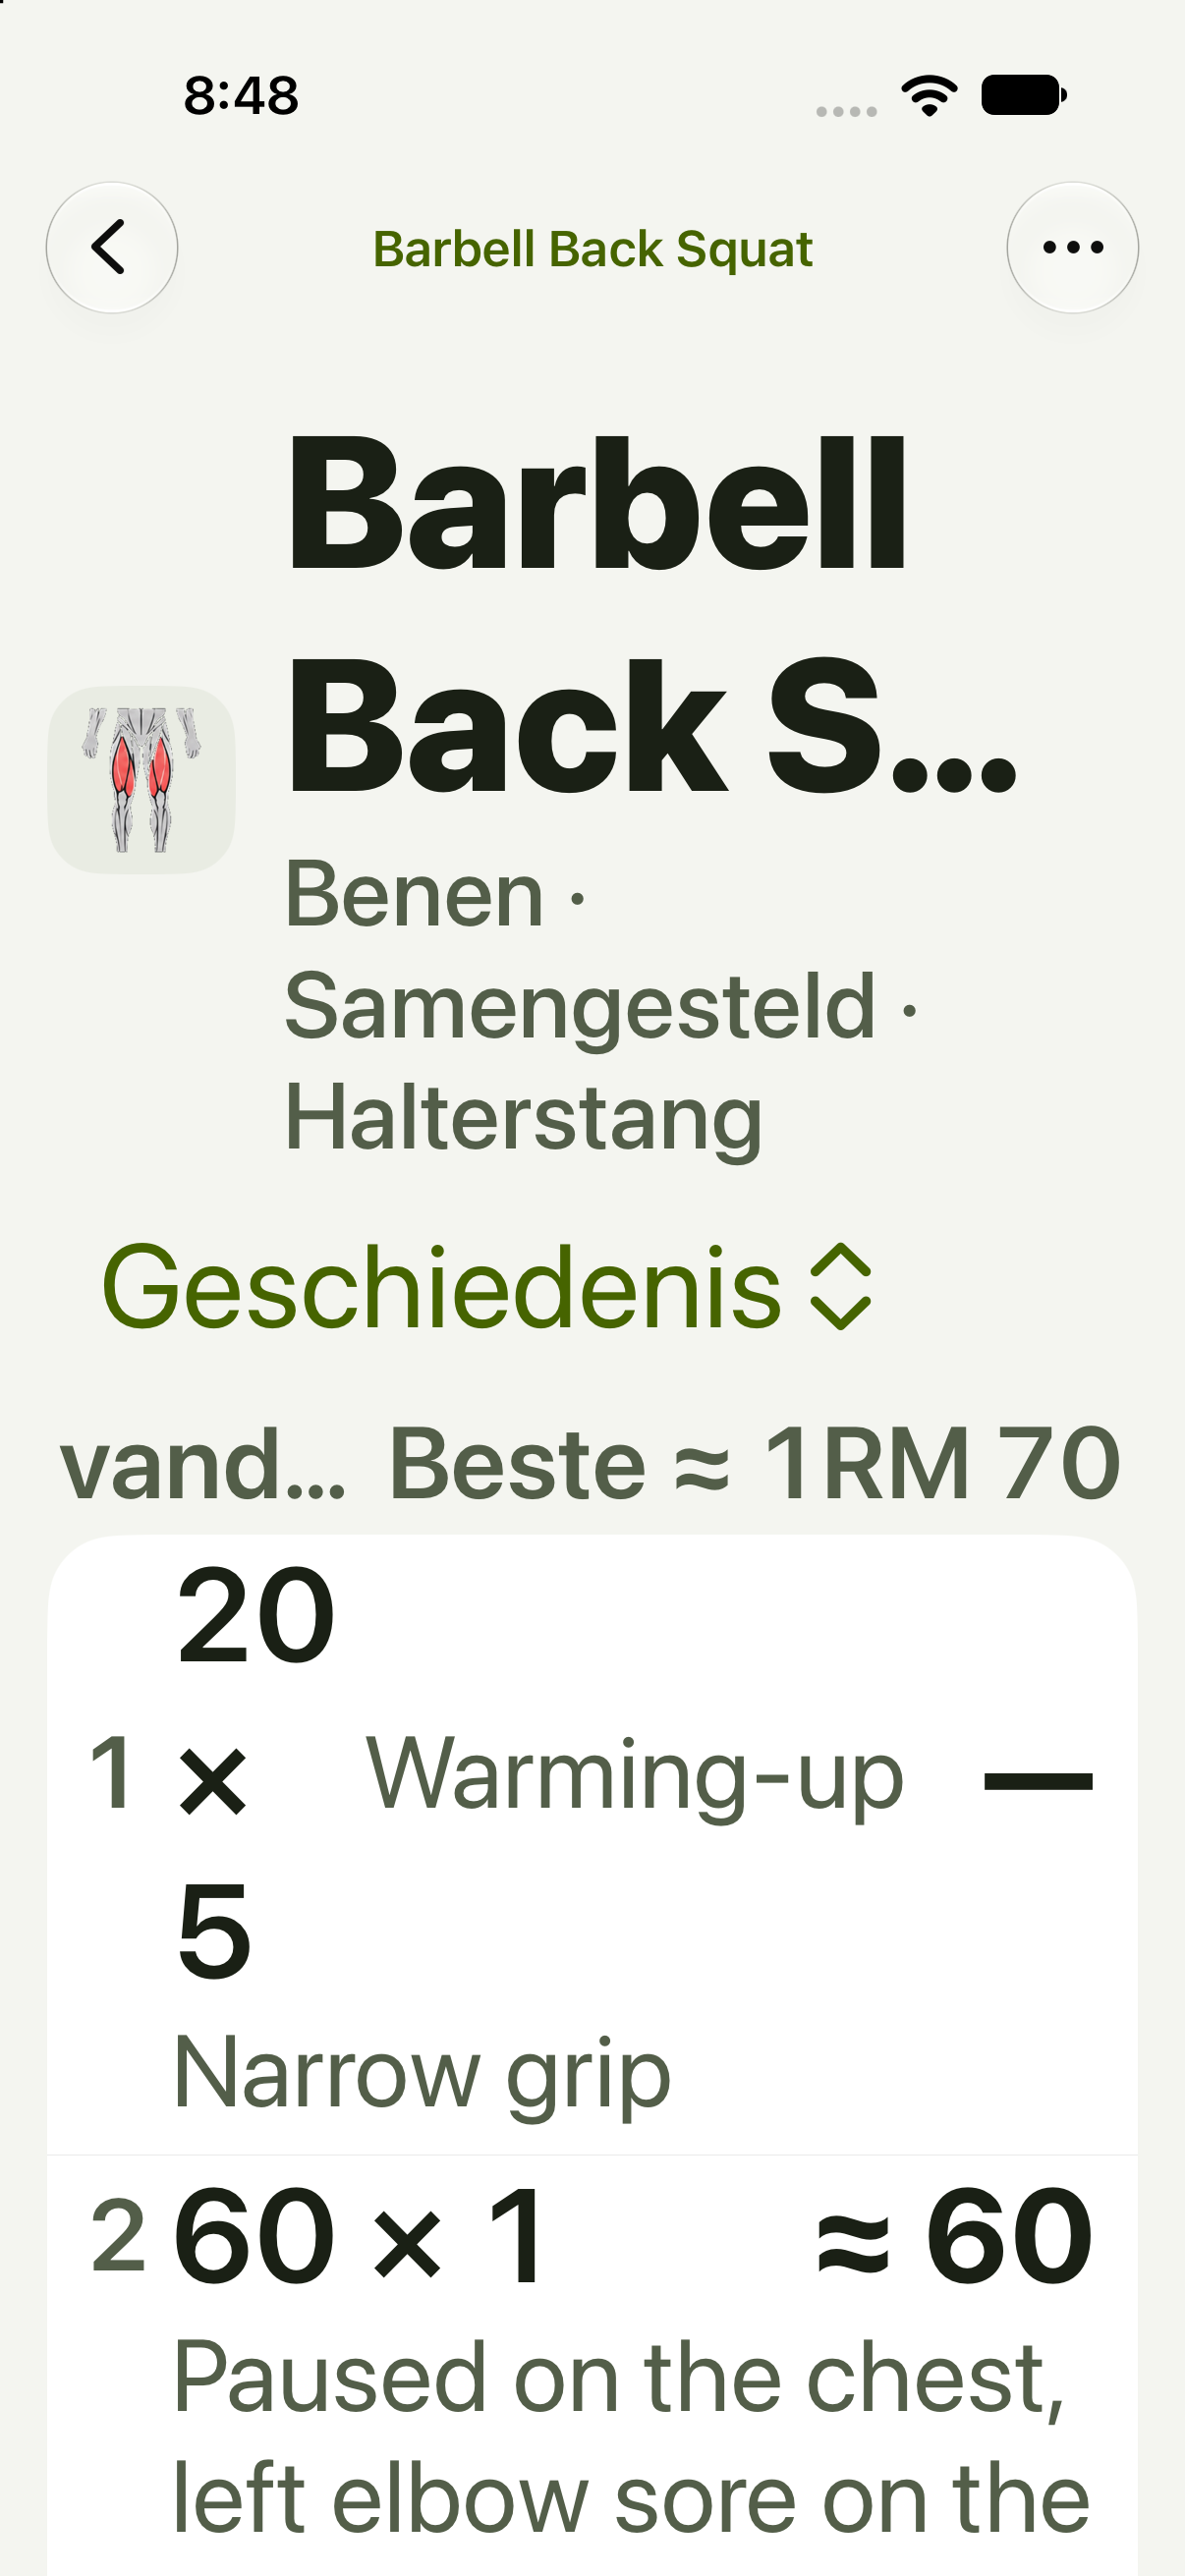 8:48
Barbell Back Squat
Barbell
Back S...
Benen ·
Samengesteld ·
Halterstang
Geschiedenis
vand... Beste ≈ 1RM 70
20
1 × Warming-up —
5
Narrow grip
2 60 × 1 ≈ 60
Paused on the chest,
left elbow sore on the